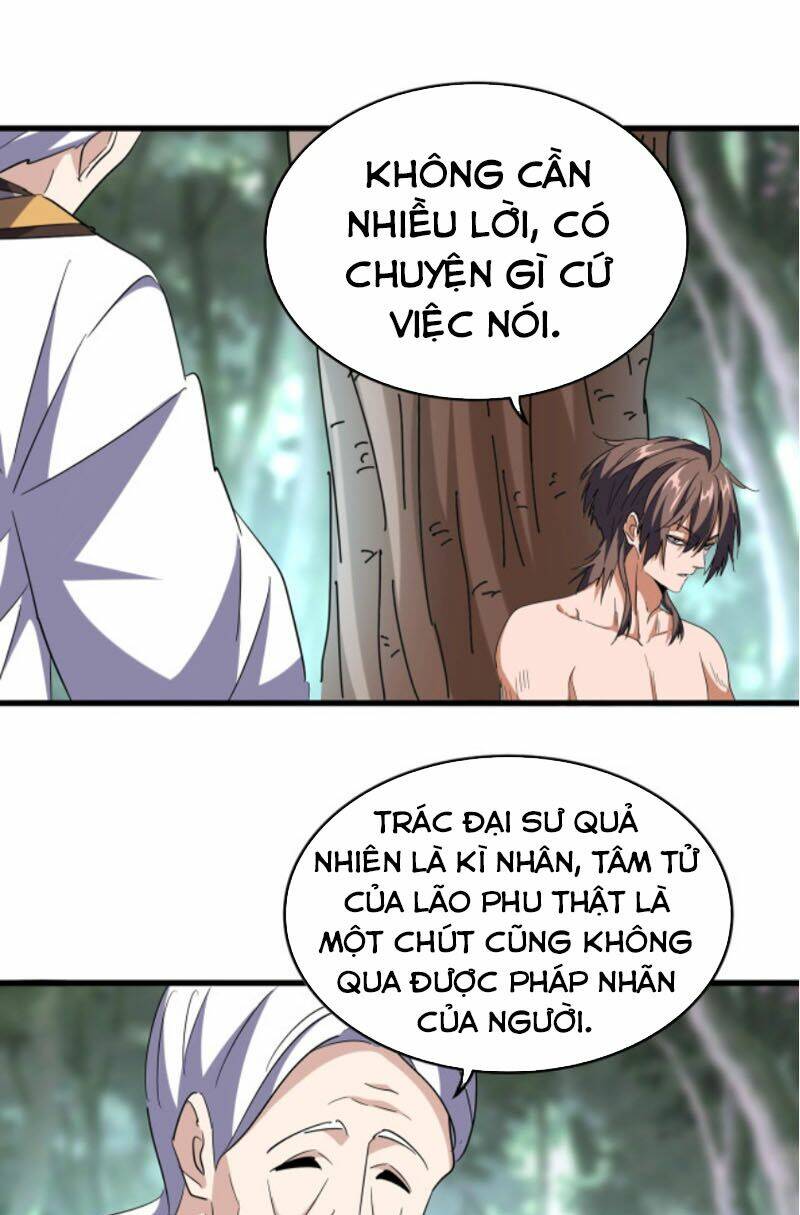 KHÔNG CẦN
NHIỀU LỜI, CÓ
CHUYỆN GÌ CỨ
VIỆC NÓI.
TRÁC ĐẠI SƯ QUẢ
NHIÊN LÀ KÌ NHÂN, TÂM TỬ
CỦA LÃO PHU THẬT LÀ
MỘT CHÚT CŨNG KHÔNG
QUA ĐƯỢC PHÁP NHÃN
CỦA NGƯỜI.